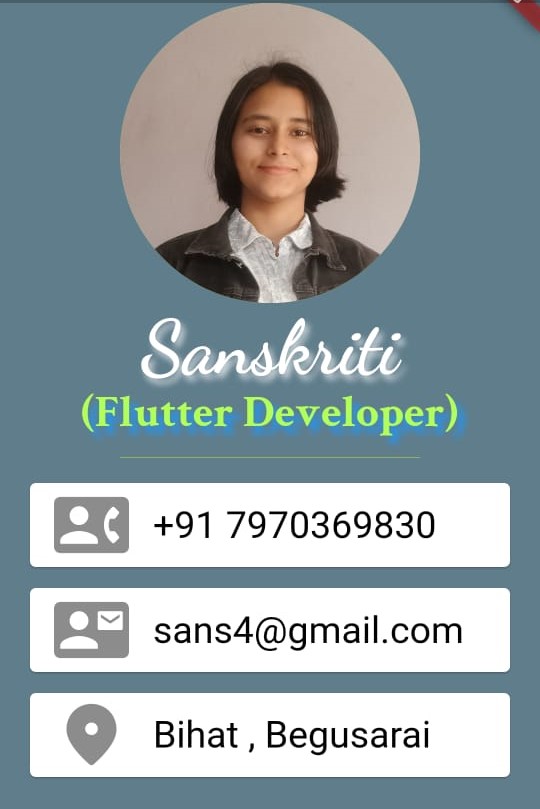 Sanskriti
(Flutter Developer)
+91 7970369830
sans4@gmail.com
Bihat , Begusarai